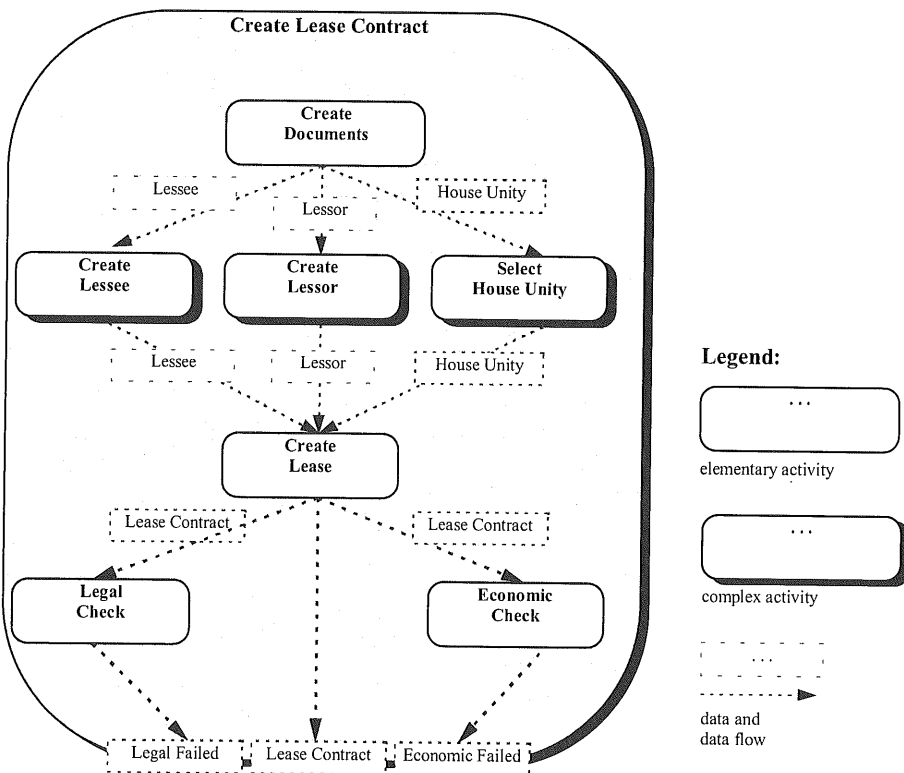 Create Lease Contract
Create
Documents
Lessee
Lessor
House Unity
Create
Lessee
Create
Lessor
Select
House Unity
Lessee
Lessor
House Unity
Create
Lease
Lease Contract
Lease Contract
Legal
Check
Economic
Check
Legal Failed
Lease Contract
Economic Failed
Legend:
...
elementary activity
...
complex activity
...
data and
data flow